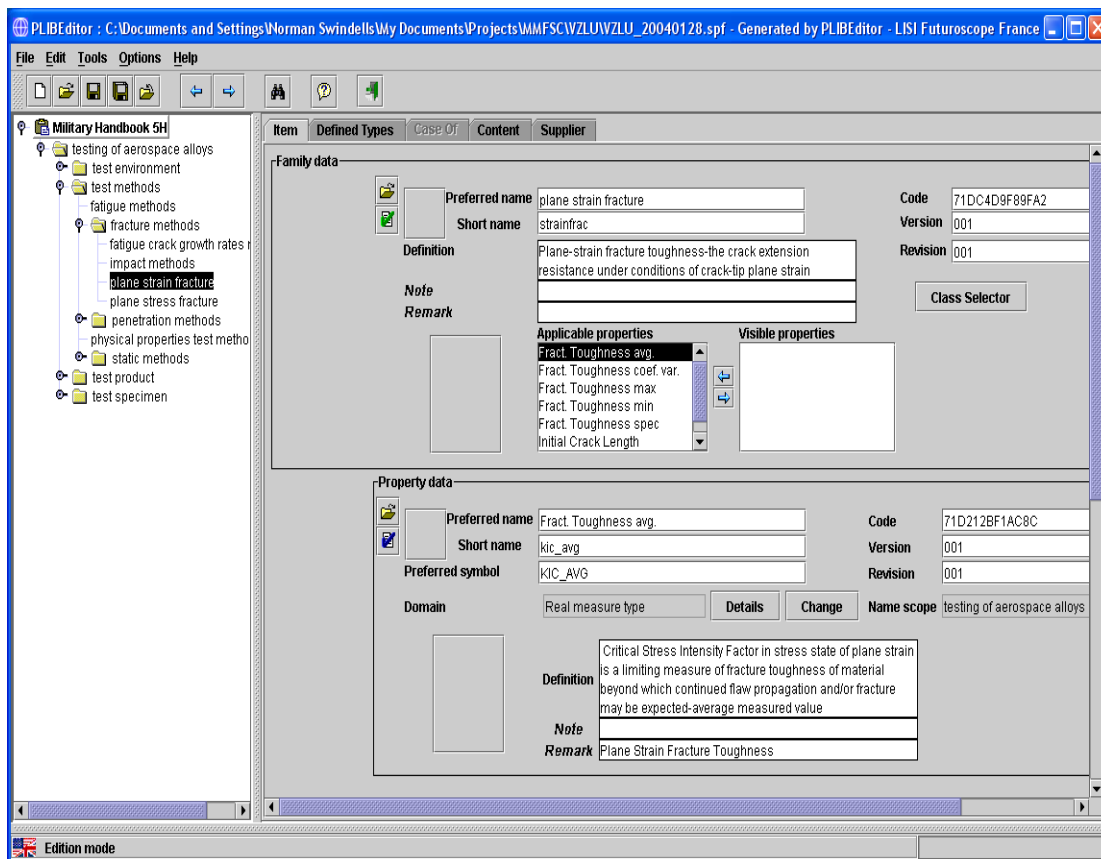 PLIBEditor : C:\Documents and Settings\Norman Swindells\My Documents\Projects\MMFSC\VZLU\VZLU_20040128.spf - Generated by PLIBEditor - LISI Futuroscope France
File Edit Tools Options Help
Military Handbook 5H
testing of aerospace alloys
test environment
test methods
fatigue methods
fracture methods
fatigue crack growth rates r
impact methods
plane strain fracture
plane stress fracture
penetration methods
physical properties test metho
static methods
test product
test specimen
Item Defined Types Case Of Content Supplier
Family data
Preferred name plane strain fracture
Code 71DC4D9F89FA2
Short name strainfrac
Version 001
Definition Plane-strain fracture toughness-the crack extension
resistance under conditions of crack-tip plane strain
Revision 001
Note
Remark
Class Selector
Applicable properties Visible properties
Fract. Toughness avg.
Fract. Toughness coef. var.
Fract. Toughness max
Fract. Toughness min
Fract. Toughness spec
Initial Crack Length
Property data
Preferred name Fract. Toughness avg.
Code 71D212BF1AC8C
Short name kic_avg
Version 001
Preferred symbol KIC_AVG
Revision 001
Domain Real measure type Details Change Name scope testing of aerospace alloys
Definition Critical Stress Intensity Factor in stress state of plane strain
is a limiting measure of fracture toughness of material
beyond which continued flaw propagation and/or fracture
may be expected-average measured value
Note
Remark Plane Strain Fracture Toughness
Edition mode